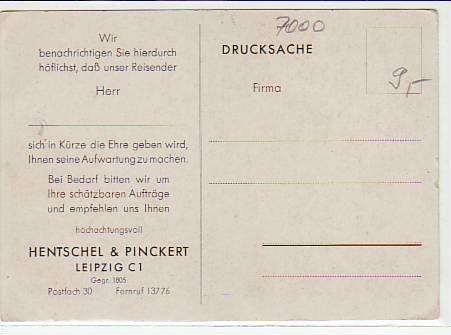 Wir
benachrichtigen Sie hierdurch
höflichst, daß unser Reisender
Herr
sich in Kürze die Ehre geben wird,
Ihnen seine Aufwartung zu machen.
Bei Bedarf bitten wir um
Ihre schätzbaren Aufträge
und empfehlen uns Ihnen
hochachtungsvoll
HENTSCHEL & PINCKERT
LEIPZIG C 1
Gegr. 1805
Postfach 30 Fernruf 13776
7000
DRUCKSACHE
9,-
Firma